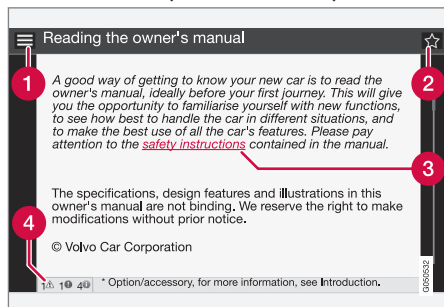 Reading the owner's manual
1
2
A good way of getting to know your new car is to read the
owner's manual, ideally before your first journey. This will give
you the opportunity to familiarise yourself with new functions,
to see how best to handle the car in different situations, and
to make the best use of all the car's features. Please pay
attention to the safety instructions contained in the manual.
3
The specifications, design features and illustrations in this
owner's manual are not binding. We reserve the right to make
modifications without prior notice.
4
© Volvo Car Corporation
1 1 4 * Option/accessory, for more information, see Introduction.
G050532